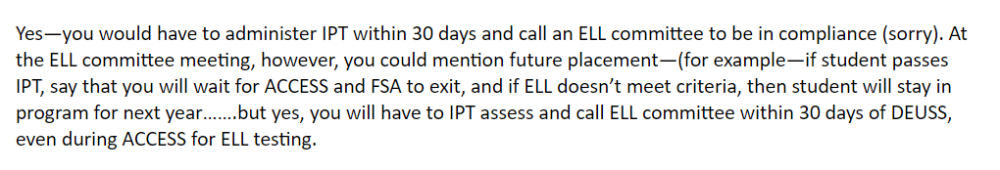 Yes—you would have to administer IPT within 30 days and call an ELL committee to be in compliance (sorry). At
the ELL committee meeting, however, you could mention future placement—(for example—if student passes
IPT, say that you will wait for ACCESS and FSA to exit, and if ELL doesn’t meet criteria, then student will stay in
program for next year…….but yes, you will have to IPT assess and call ELL committee within 30 days of DEUSS,
even during ACCESS for ELL testing.